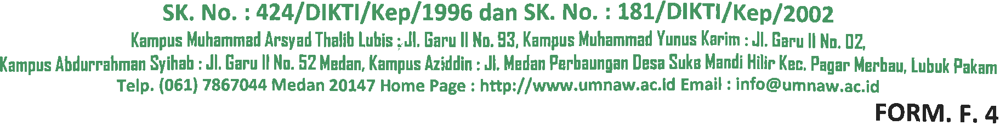 SK. No. : 424/DIKTI/Kep/1996 dan SK. No. : 181/DIKTI/Kep/2002
Kampus Muhammad Arsyad Thalib Lubis : Jl. Garu II No. 93, Kampus Muhammad Yunus Karim : Jl. Garu II No. 02,
Kampus Abdurrahman Syihab : Jl. Garu II No. 52 Medan, Kampus Aziddin : Jl. Medan Perbaungan Desa Suka Mandi Hilir Kec. Pagar Merbau, Lubuk Pakam
Telp. (061) 7867044 Medan 20147 Home Page : http://www.umnaw.ac.id Email : info@umnaw.ac.id
FORM. F. 4